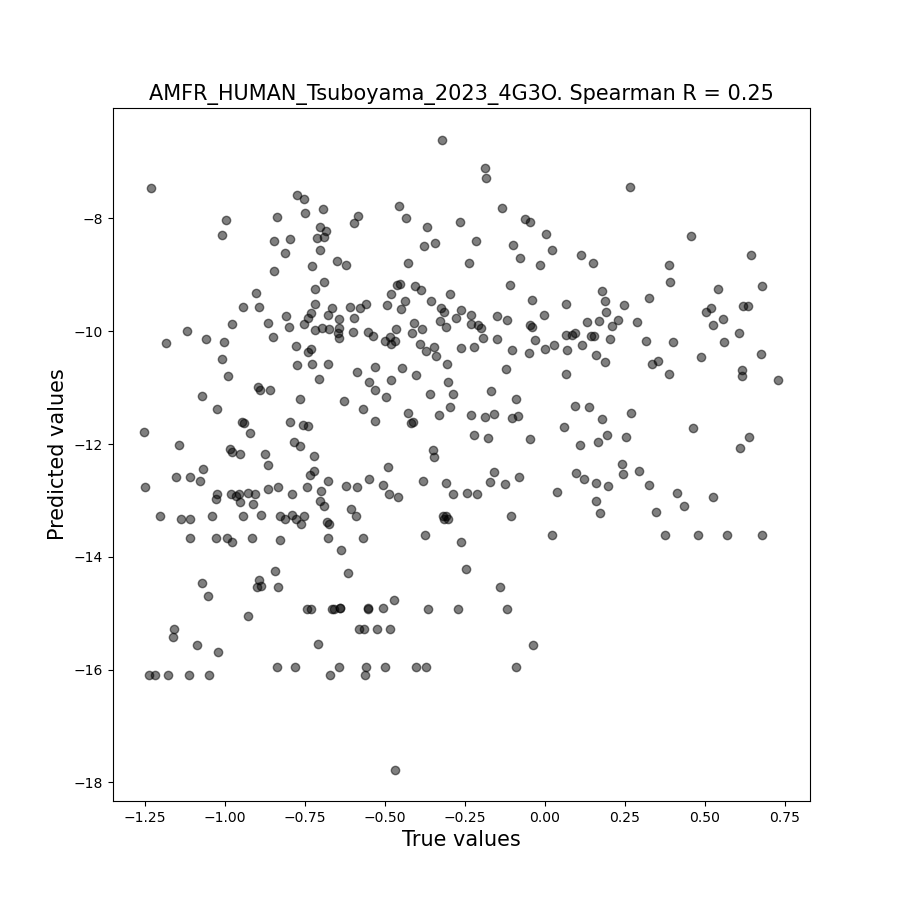 AMFR_HUMAN_Tsuboyama_2023_4G3O. Spearman R = 0.25
Predicted values
−8
−10
−12
−14
−16
−18
−1.25 −1.00 −0.75 −0.50 −0.25 0.00 0.25 0.50 0.75
True values